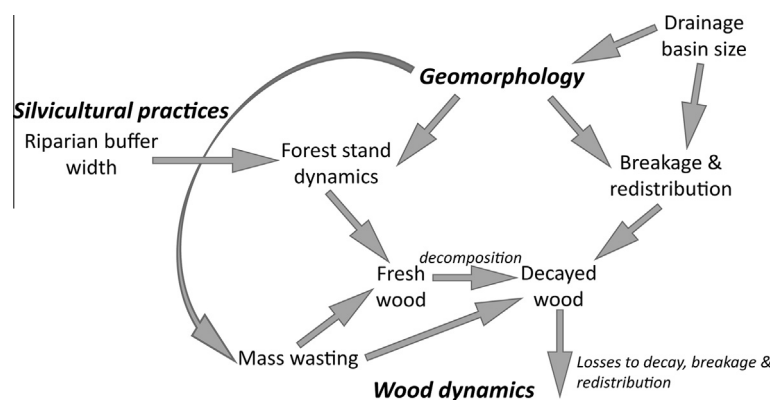 Drainage
basin size
Geomorphology
Silvicultural practices
Riparian buffer
width
Forest stand
dynamics
Breakage &
redistribution
decomposition
Fresh
wood
Decayed
wood
Mass wasting
Losses to decay, breakage &
redistribution
Wood dynamics